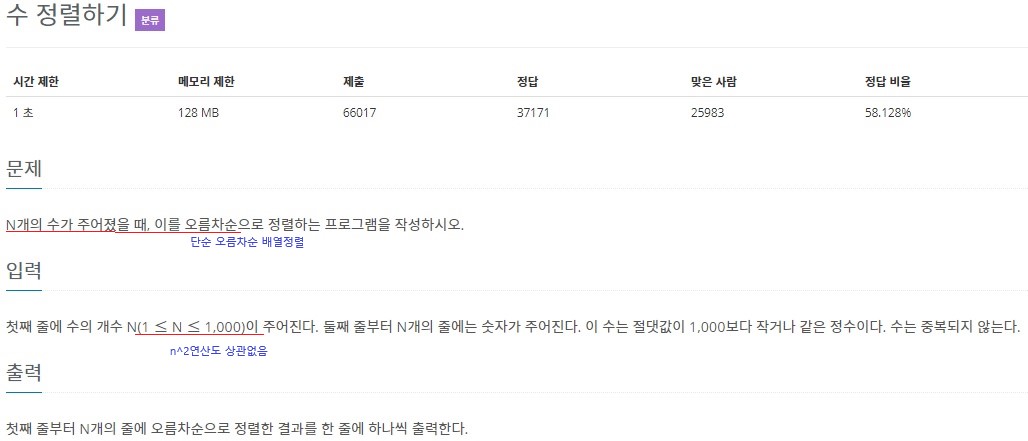 수 정렬하기 분류
시간 제한 메모리 제한 제출 정답 맞은 사람 정답 비율
1 초 128 MB 66017 37171 25983 58.128%
문제
N개의 수가 주어졌을 때, 이를 오름차순으로 정렬하는 프로그램을 작성하시오.
단순 오름차순 배열정렬
입력
첫째 줄에 수의 개수 N(1 ≤ N ≤ 1,000)이 주어진다. 둘째 줄부터 N개의 줄에는 숫자가 주어진다. 이 수는 절댓값이 1,000보다 작거나 같은 정수이다. 수는 중복되지 않는다.
n^2연산도 상관없음
출력
첫째 줄부터 N개의 줄에 오름차순으로 정렬한 결과를 한 줄에 하나씩 출력한다.